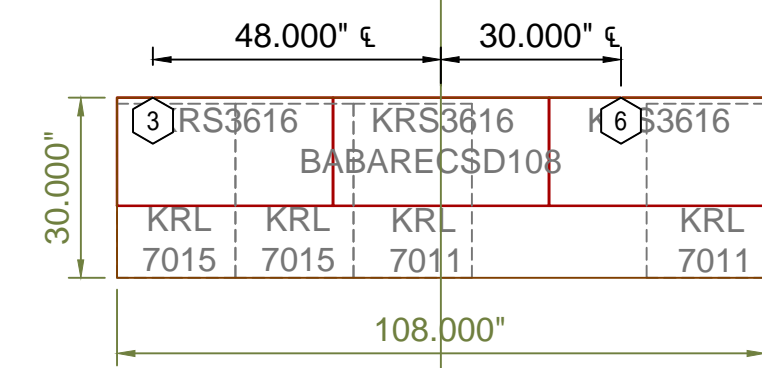 48.000" ℄ 30.000" ℄
3 KRS3616 KRS3616 6 KRS3616
BABARECSD108
30.000"
KRL KRL KRL KRL
7015 7015 7011 7011
108.000"